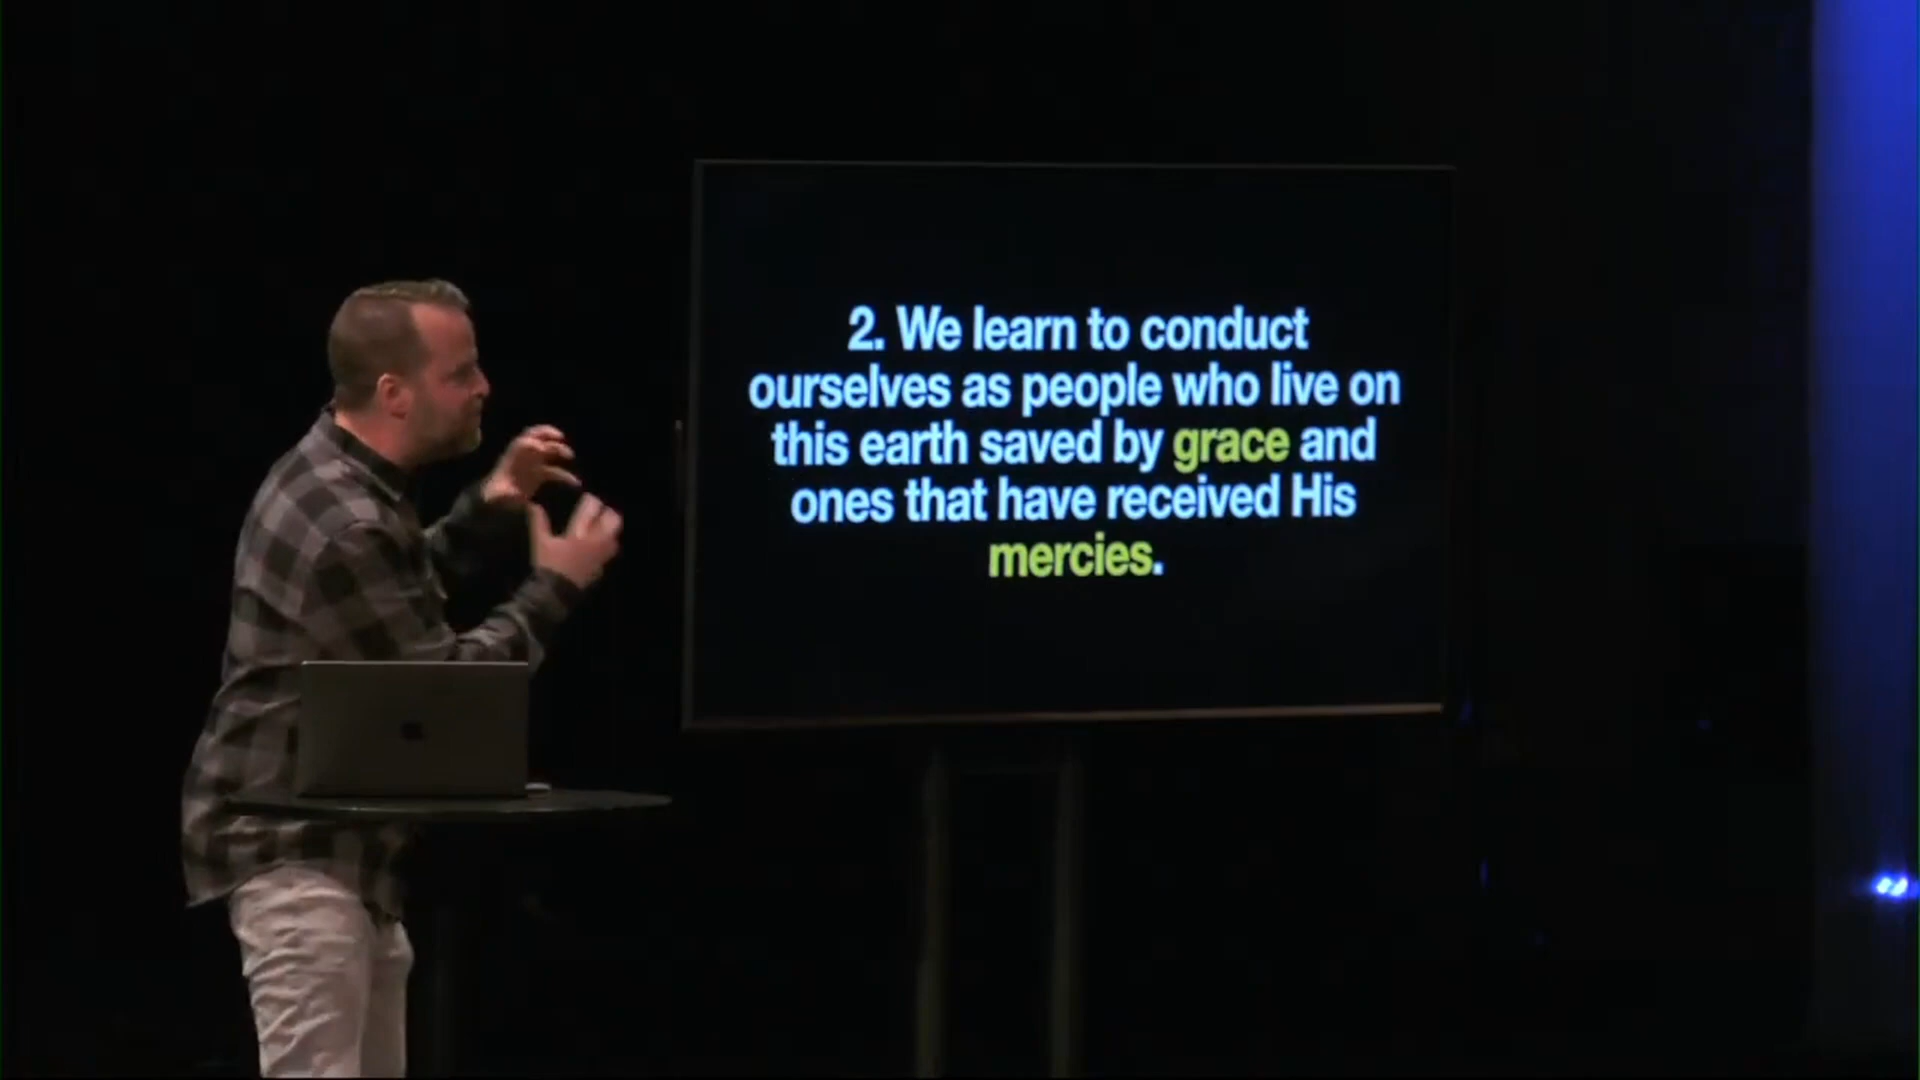 2. We learn to conduct
ourselves as people who live on
this earth saved by grace and
ones that have received His
mercies.